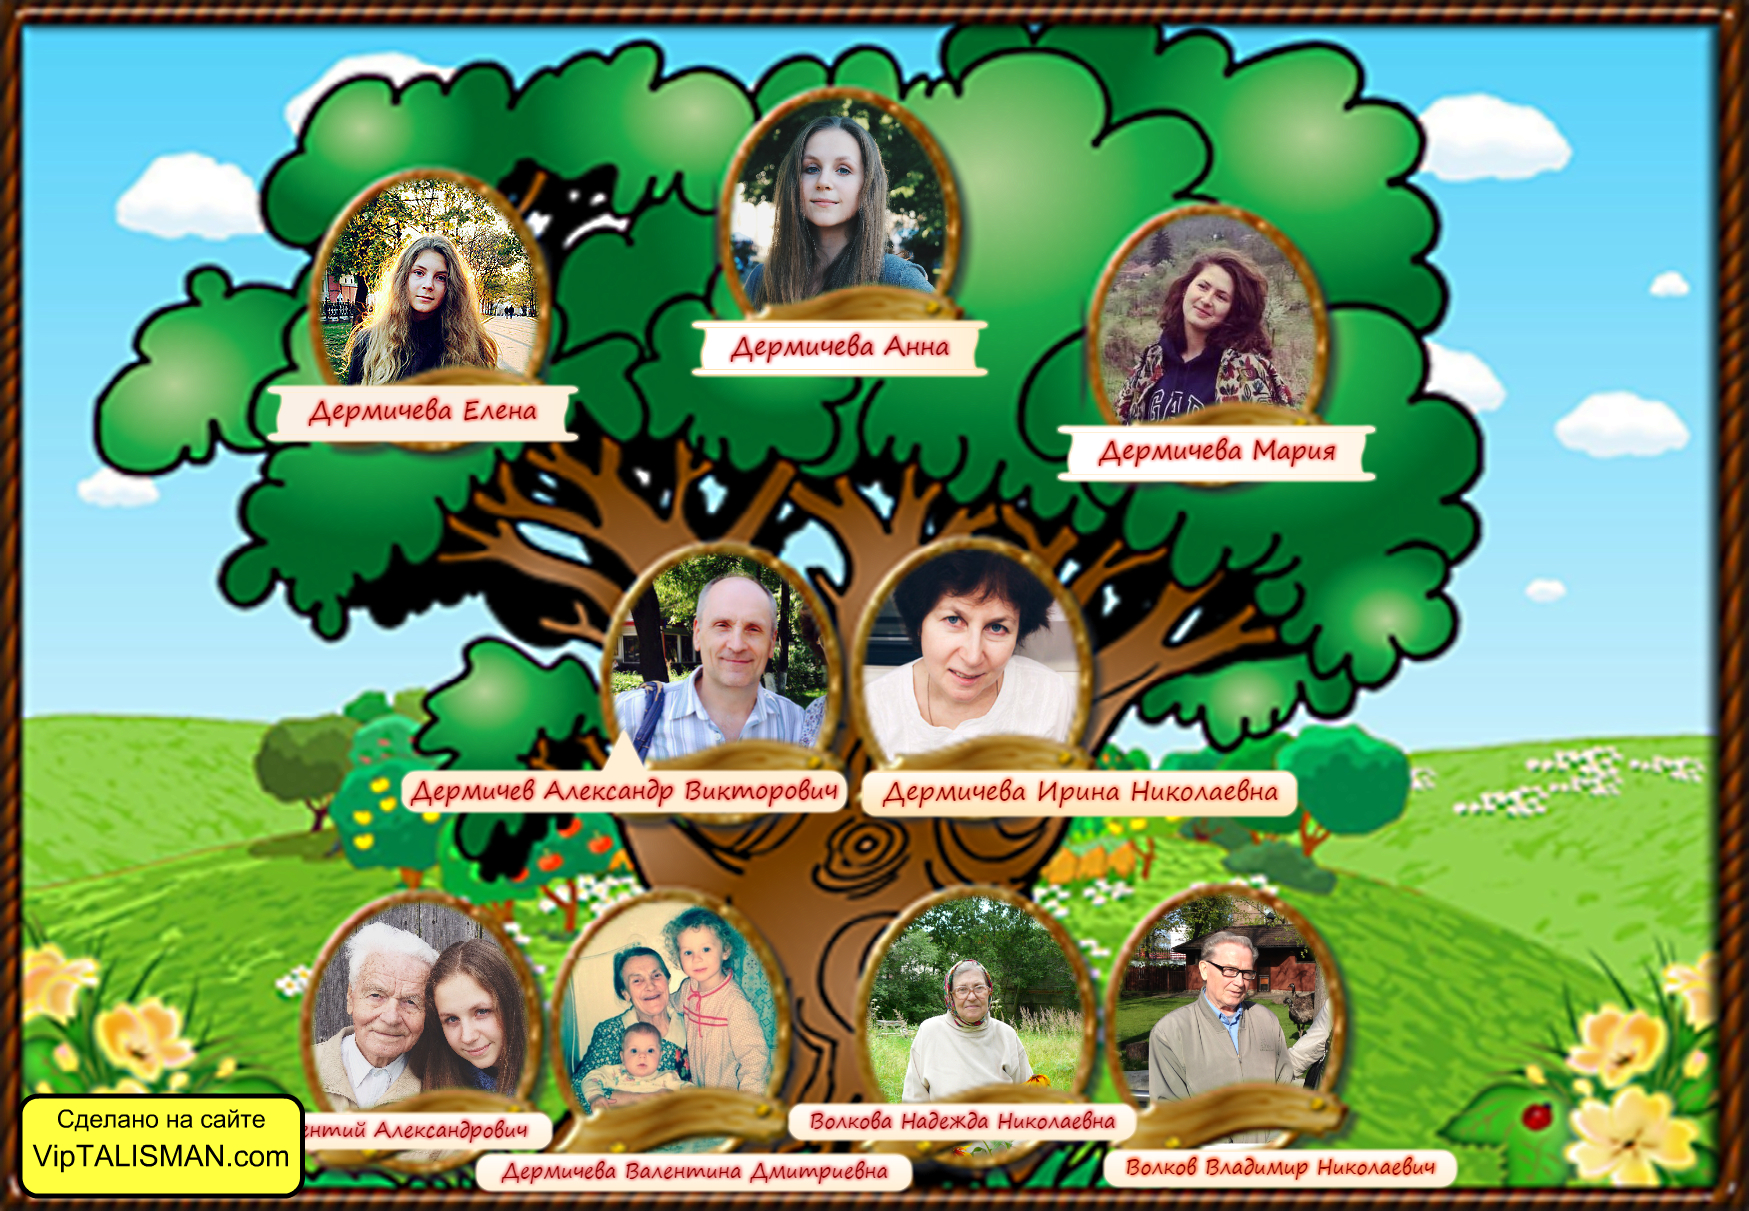 Дермичева Анна
Дермичева Елена
Дермичева Мария
GAP
Дермичев Александр Викторович
Дермичева Ирина Николаевна
Александрович
Волкова Надежда Николаевна
Дермичева Валентина Дмитриевна
Волков Владимир Николаевич
Сделано на сайте
VipTALISMAN.com